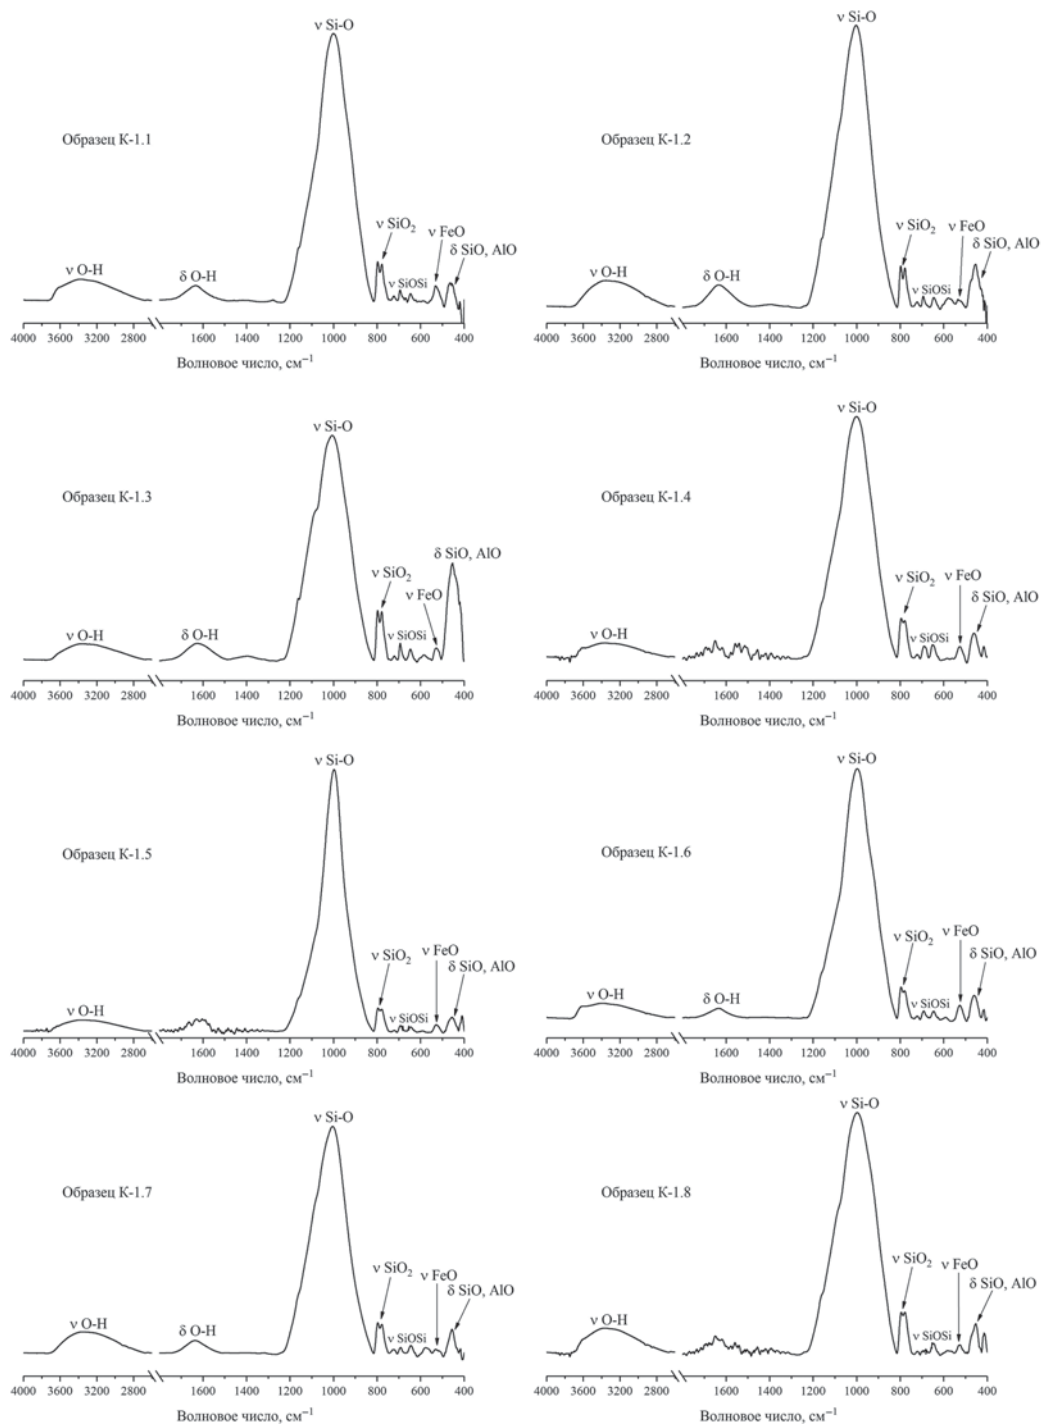 ν Si-O
Образец К-1.1
ν SiO₂
ν FeO
δ SiO, AlO
ν O-H
δ O-H
ν SiOSi
4000 3600 3200 2800 1600 1400 1200 1000 800 600 400
Волновое число, см⁻¹
ν Si-O
Образец К-1.2
ν SiO₂
ν FeO
δ SiO, AlO
ν O-H
δ O-H
ν SiOSi
4000 3600 3200 2800 1600 1400 1200 1000 800 600 400
Волновое число, см⁻¹
ν Si-O
Образец К-1.3
δ SiO, AlO
ν SiO₂
ν FeO
ν O-H
δ O-H
ν SiOSi
4000 3600 3200 2800 1600 1400 1200 1000 800 600 400
Волновое число, см⁻¹
ν Si-O
Образец К-1.4
ν SiO₂
ν FeO
δ SiO, AlO
ν O-H
ν SiOSi
4000 3600 3200 2800 1600 1400 1200 1000 800 600 400
Волновое число, см⁻¹
ν Si-O
Образец К-1.5
ν SiO₂
ν FeO
δ SiO, AlO
ν O-H
ν SiOSi
4000 3600 3200 2800 1600 1400 1200 1000 800 600 400
Волновое число, см⁻¹
ν Si-O
Образец К-1.6
ν SiO₂
ν FeO
δ SiO, AlO
ν O-H
δ O-H
ν SiOSi
4000 3600 3200 2800 1600 1400 1200 1000 800 600 400
Волновое число, см⁻¹
ν Si-O
Образец К-1.7
ν SiO₂
ν FeO
δ SiO, AlO
ν O-H
δ O-H
ν SiOSi
4000 3600 3200 2800 1600 1400 1200 1000 800 600 400
Волновое число, см⁻¹
ν Si-O
Образец К-1.8
ν SiO₂
ν FeO
δ SiO, AlO
ν O-H
ν SiOSi
4000 3600 3200 2800 1600 1400 1200 1000 800 600 400
Волновое число, см⁻¹